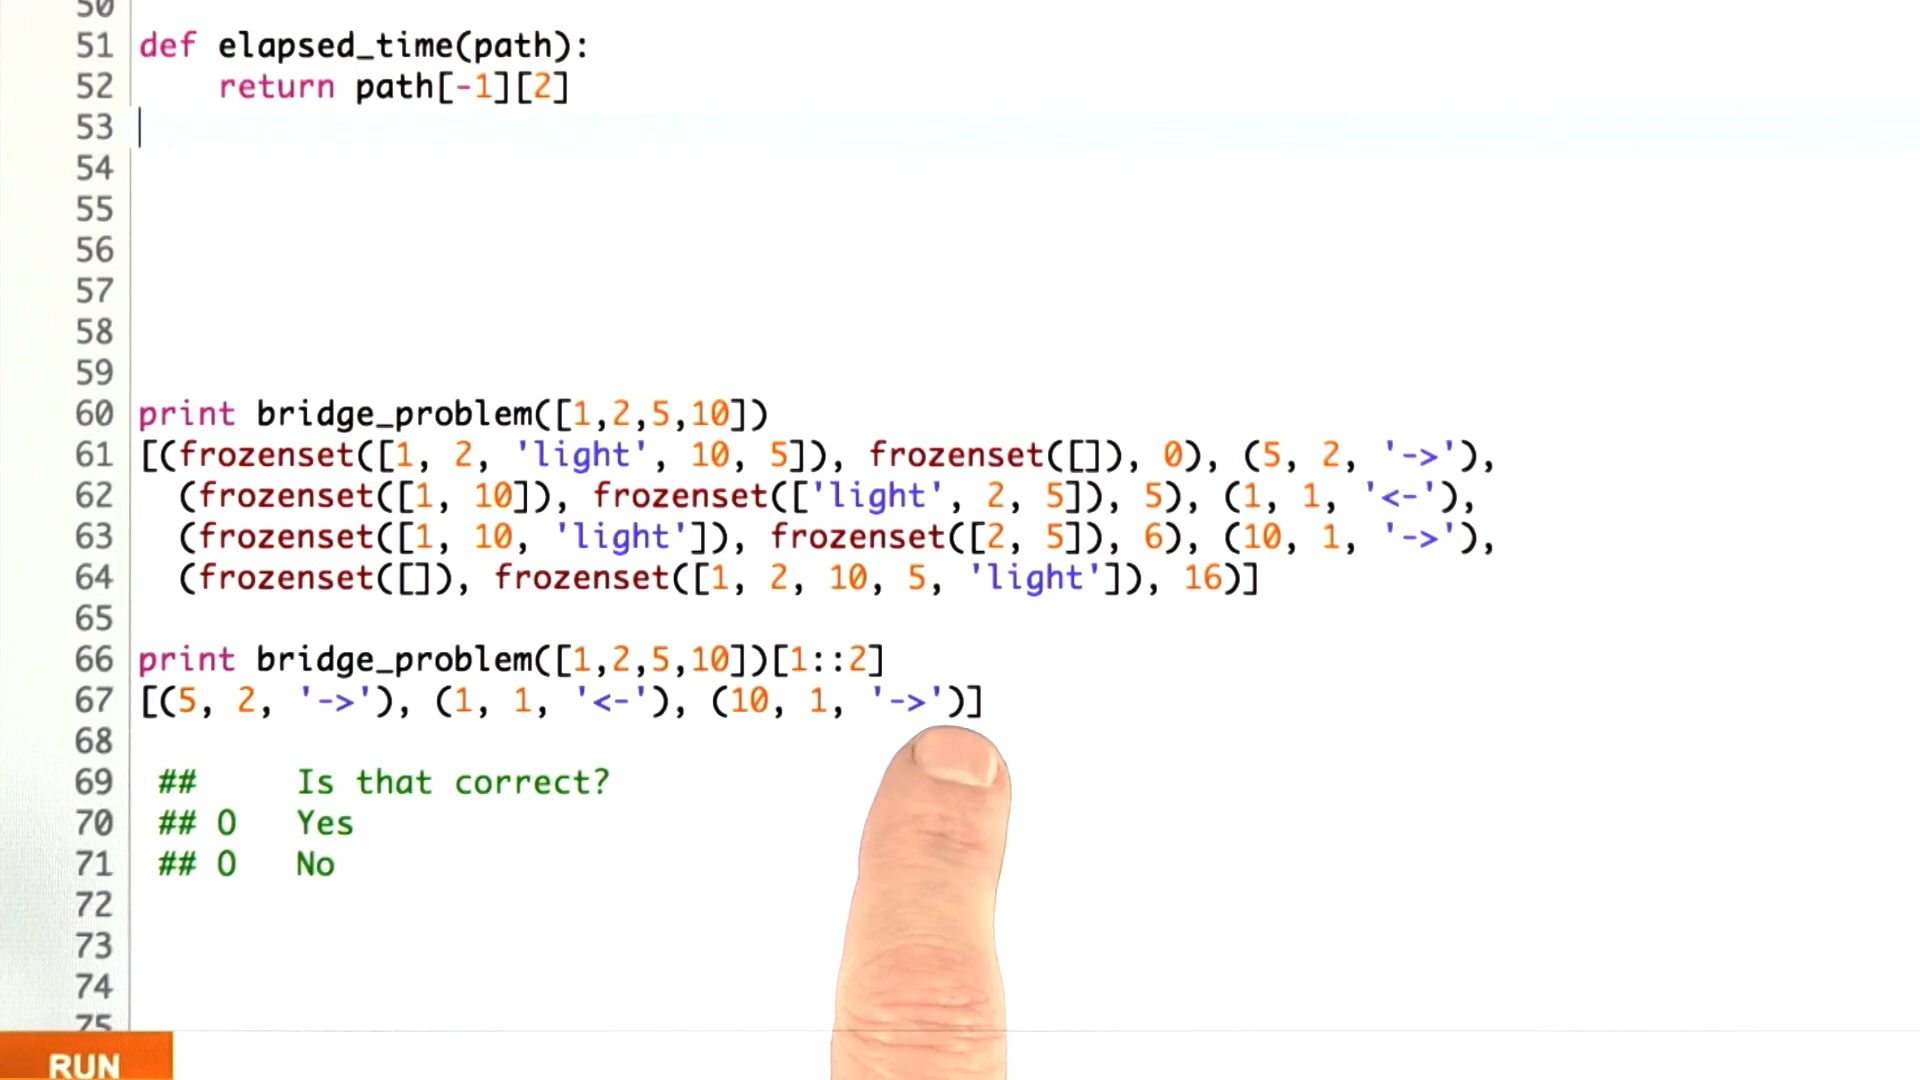 50
51 def elapsed_time(path):
52     return path[-1][2]
53
54
55
56
57
58
59
60 print bridge_problem([1,2,5,10])
61 [(frozenset([1, 2, 'light', 10, 5]), frozenset([]), 0), (5, 2, '->'),
62   (frozenset([1, 10]), frozenset(['light', 2, 5]), 5), (1, 1, '<-'),
63   (frozenset([1, 10, 'light']), frozenset([2, 5]), 6), (10, 1, '->'),
64   (frozenset([]), frozenset([1, 2, 10, 5, 'light']), 16)]
65
66 print bridge_problem([1,2,5,10])[1::2]
67 [(5, 2, '->'), (1, 1, '<-'), (10, 1, '->')]
68
69  ##     Is that correct?
70  ## O   Yes
71  ## O   No
72
73
74
75
RUN